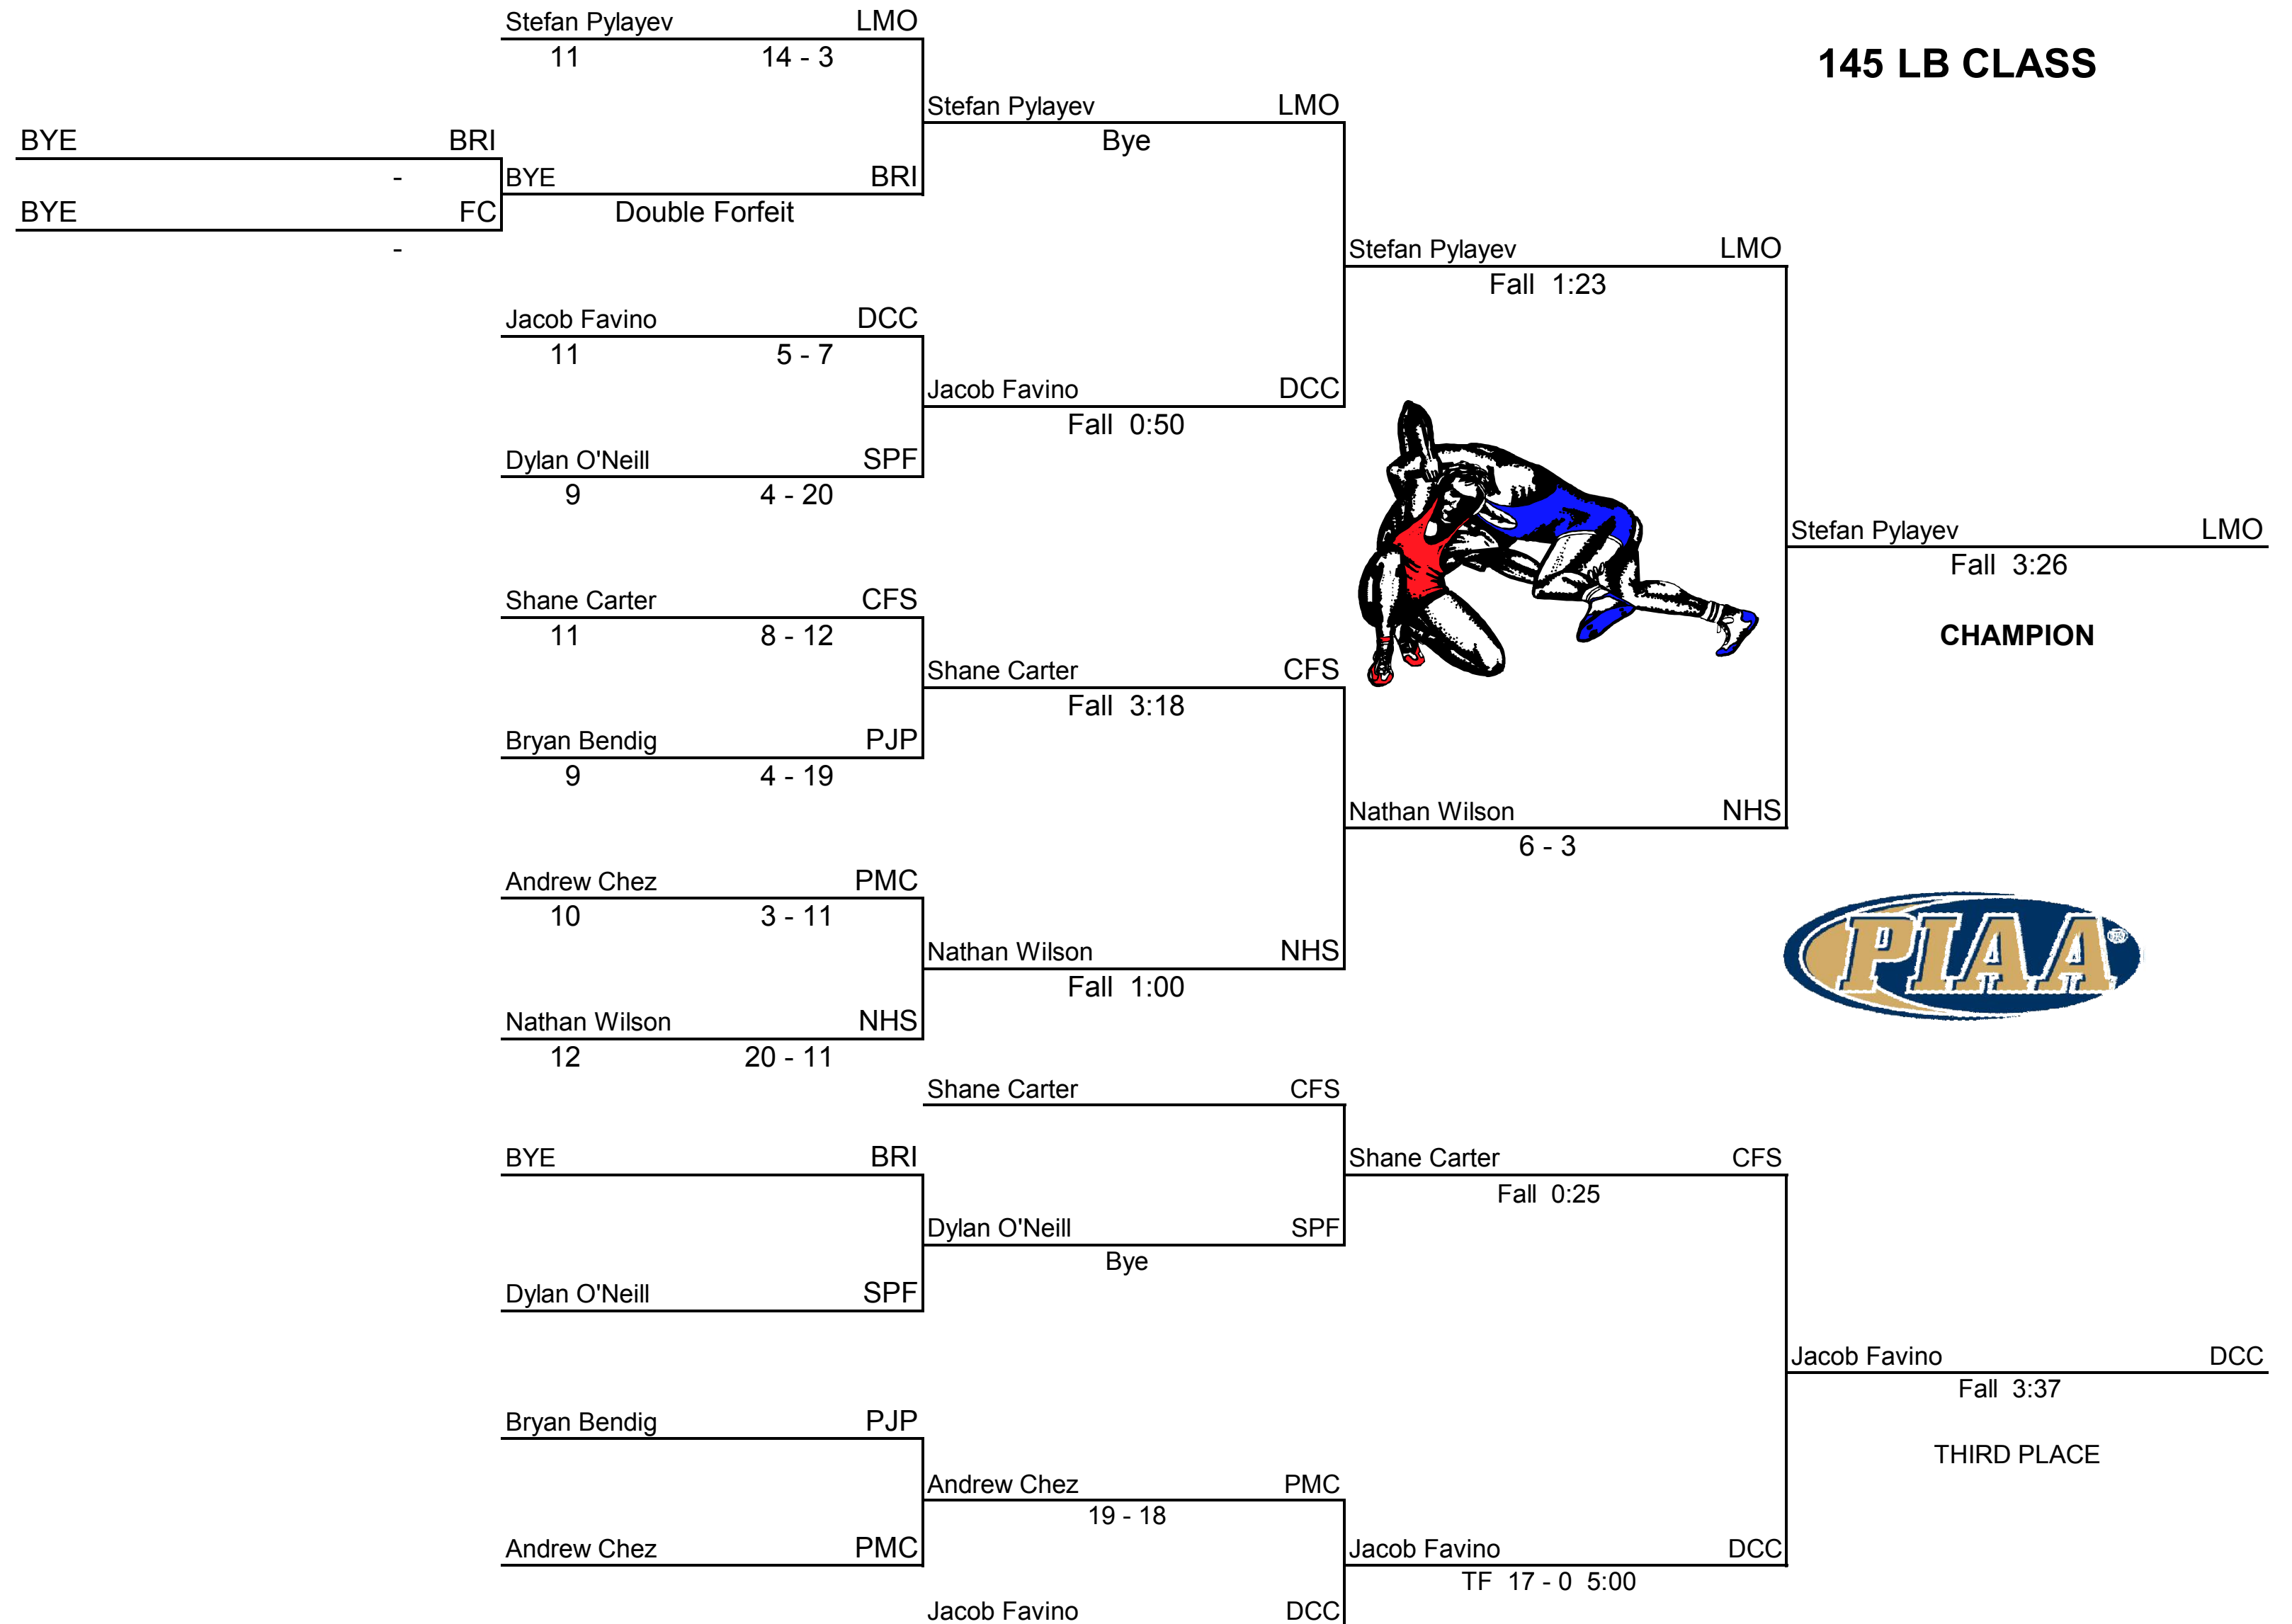 Stefan Pylayev LMO
11 14 - 3
145 LB CLASS
Stefan Pylayev LMO
Bye
BYE BRI
-
BYE BRI
Double Forfeit
BYE FC
-
Stefan Pylayev LMO
Fall 1:23
Jacob Favino DCC
11 5 - 7
Jacob Favino DCC
Fall 0:50
Dylan O'Neill SPF
9 4 - 20
Stefan Pylayev LMO
Fall 3:26
CHAMPION
Shane Carter CFS
11 8 - 12
Shane Carter CFS
Fall 3:18
Bryan Bendig PJP
9 4 - 19
Nathan Wilson NHS
6 - 3
Andrew Chez PMC
10 3 - 11
Nathan Wilson NHS
Fall 1:00
PIAA®
Nathan Wilson NHS
12 20 - 11
Shane Carter CFS
BYE BRI
Shane Carter CFS
Fall 0:25
Dylan O'Neill SPF
Bye
Dylan O'Neill SPF
Jacob Favino DCC
Fall 3:37
THIRD PLACE
Bryan Bendig PJP
Andrew Chez PMC
19 - 18
Andrew Chez PMC
Jacob Favino DCC
TF 17 - 0 5:00
Jacob Favino DCC